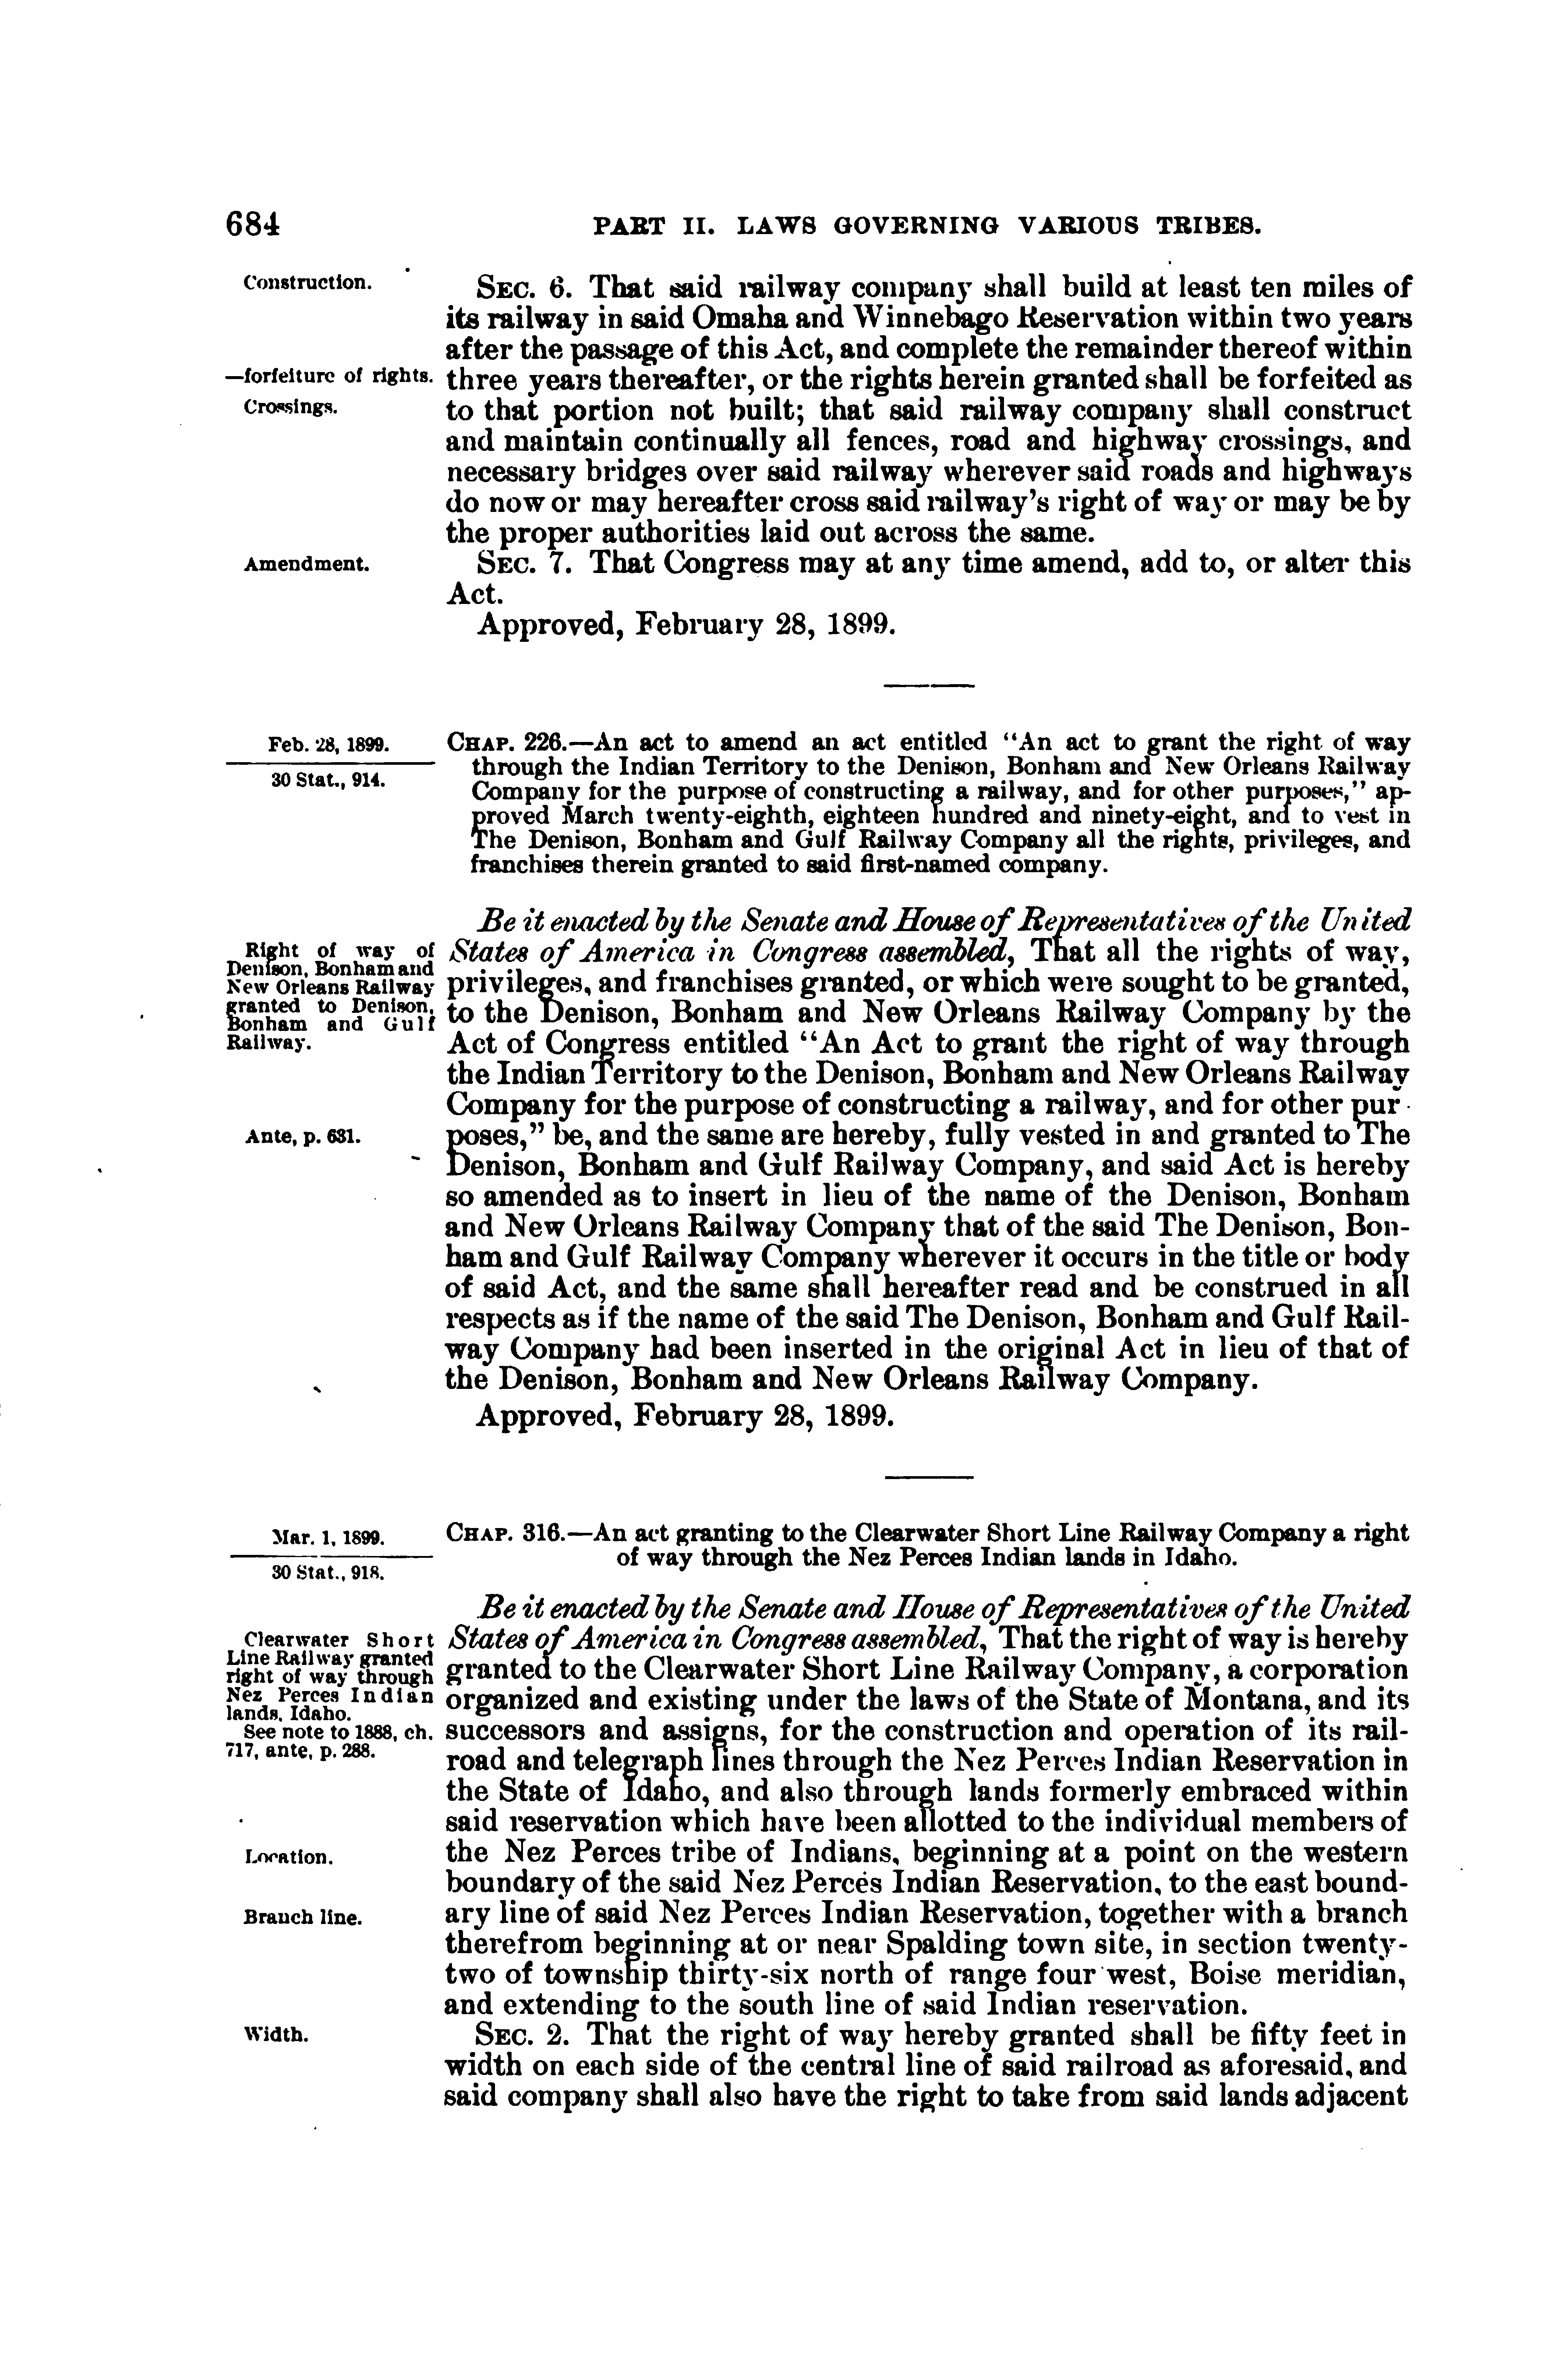 684
PART II. LAWS GOVERNING VARIOUS TRIBES.
Construction.
SEC. 6. That said railway company shall build at least ten miles of
its railway in said Omaha and Winnebago Reservation within two years
after the passage of this Act, and complete the remainder thereof within
—forfeiture of rights.
three years thereafter, or the rights herein granted shall be forfeited as
Crossings.
to that portion not built; that said railway company shall construct
and maintain continually all fences, road and highway crossings, and
necessary bridges over said railway wherever said roads and highways
do now or may hereafter cross said railway's right of way or may be by
the proper authorities laid out across the same.
Amendment.
SEC. 7. That Congress may at any time amend, add to, or alter this
Act.
Approved, February 28, 1899.
Feb. 28, 1899.
30 Stat., 914.
CHAP. 226.—An act to amend an act entitled “An act to grant the right of way
through the Indian Territory to the Denison, Bonham and New Orleans Railway
Company for the purpose of constructing a railway, and for other purposes,” ap-
proved March twenty-eighth, eighteen hundred and ninety-eight, and to vest in
The Denison, Bonham and Gulf Railway Company all the rights, privileges, and
franchises therein granted to said first-named company.
Be it enacted by the Senate and House of Representatives of the United
States of America in Congress assembled, That all the rights of way,
privileges, and franchises granted, or which were sought to be granted,
to the Denison, Bonham and New Orleans Railway Company by the
Act of Congress entitled “An Act to grant the right of way through
the Indian Territory to the Denison, Bonham and New Orleans Railway
Company for the purpose of constructing a railway, and for other pur-
poses,” be, and the same are hereby, fully vested in and granted to The
Denison, Bonham and Gulf Railway Company, and said Act is hereby
so amended as to insert in lieu of the name of the Denison, Bonham
and New Orleans Railway Company that of the said The Denison, Bon-
ham and Gulf Railway Company wherever it occurs in the title or body
of said Act, and the same shall hereafter read and be construed in all
respects as if the name of the said The Denison, Bonham and Gulf Rail-
way Company had been inserted in the original Act in lieu of that of
the Denison, Bonham and New Orleans Railway Company.
Approved, February 28, 1899.
Right of way of
Denison, Bonham and
New Orleans Railway
granted to Denison,
Bonham and Gulf
Railway.
Ante, p. 631.
Mar. 1, 1899.
30 Stat., 918.
CHAP. 316.—An act granting to the Clearwater Short Line Railway Company a right
of way through the Nez Perces Indian lands in Idaho.
Be it enacted by the Senate and House of Representatives of the United
States of America in Congress assembled, That the right of way is hereby
granted to the Clearwater Short Line Railway Company, a corporation
organized and existing under the laws of the State of Montana, and its
successors and assigns, for the construction and operation of its rail-
road and telegraph lines through the Nez Perces Indian Reservation in
the State of Idaho, and also through lands formerly embraced within
said reservation which have been allotted to the individual members of
the Nez Perces tribe of Indians, beginning at a point on the western
boundary of the said Nez Perces Indian Reservation, to the east bound-
ary line of said Nez Perces Indian Reservation, together with a branch
therefrom beginning at or near Spalding town site, in section twenty-
two of township thirty-six north of range four west, Boise meridian,
and extending to the south line of said Indian reservation.
Clearwater Short
Line Railway granted
right of way through
Nez Perces Indian
lands, Idaho.
See note to 1888, ch.
717, ante, p. 288.
Location.
Branch line.
Width.
SEC. 2. That the right of way hereby granted shall be fifty feet in
width on each side of the central line of said railroad as aforesaid, and
said company shall also have the right to take from said lands adjacent